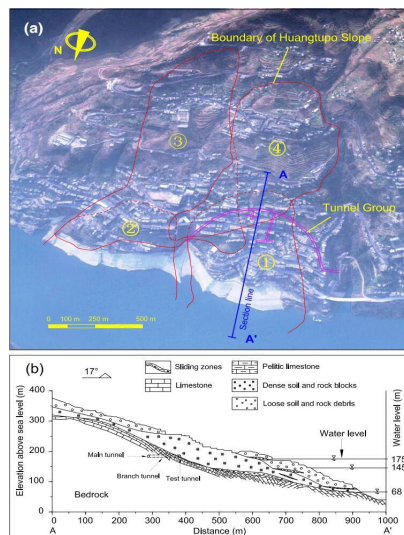 (a)
N
Boundary of Huangtupo Slope
③
④
A
Tunnel Group
②
①
Section line
A'
0 100 m 250 m 500 m
(b)
17°
Sliding zones
Pelitic limestone
Limestone
Dense soil and rock blocks
Loose soil and rock debris
Elevation above sea level (m)
400
300
200
100
0
Water level
Water level (m)
175
145
68
Main tunnel
Branch tunnel
Test tunnel
Bedrock
0 100 200 300 400 500 600 700 800 900 1000
A Distance (m) A'